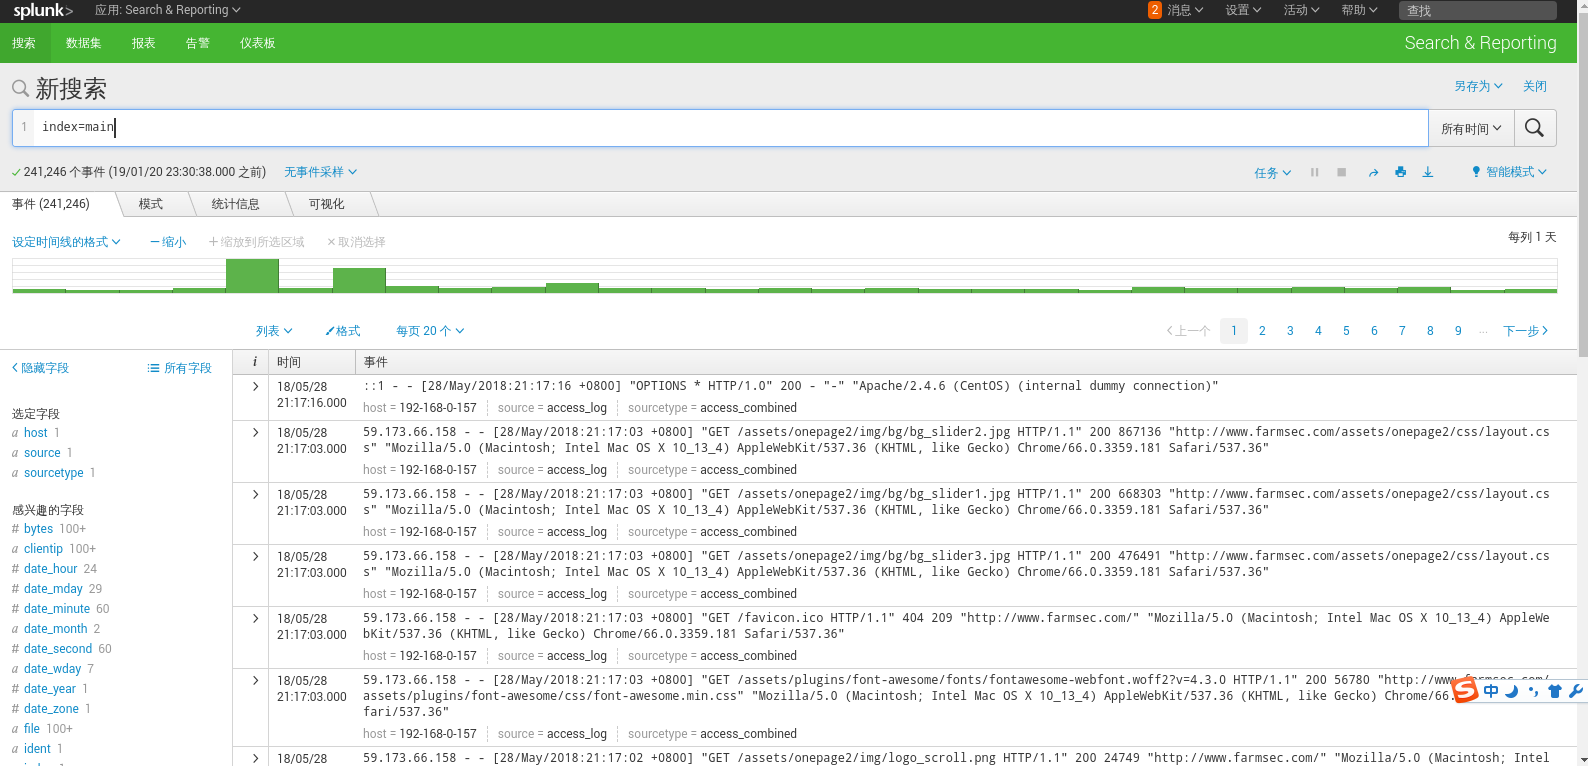 splunk> 应用: Search & Reporting 2 消息 设置 活动 帮助 查找
搜索 数据集 报表 告警 仪表板 Search & Reporting
新搜索 另存为 关闭
1 index=main 所有时间
241,246 个事件 (19/01/20 23:30:38.000 之前) 无事件采样 任务 智能模式
事件 (241,246) 模式 统计信息 可视化
设定时间线的格式 — 缩小 + 缩放到所选区域 × 取消选择 每列 1 天
列表 格式 每页 20 个 上一个 1 2 3 4 5 6 7 8 9 ... 下一步
隐藏字段 所有字段
i 时间 事件
选定字段
a host 1
a source 1
a sourcetype 1
感兴趣的字段
# bytes 100+
a clientip 100+
# date_hour 24
# date_mday 29
# date_minute 60
a date_month 2
# date_second 60
a date_wday 7
# date_year 1
# date_zone 1
a file 100+
a ident 1
18/05/28 ::1 - - [28/May/2018:21:17:16 +0800] "OPTIONS * HTTP/1.0" 200 - "-" "Apache/2.4.6 (CentOS) (internal dummy connection)"
21:17:16.000
host = 192-168-0-157 source = access_log sourcetype = access_combined
18/05/28 59.173.66.158 - - [28/May/2018:21:17:03 +0800] "GET /assets/onepage2/img/bg/bg_slider2.jpg HTTP/1.1" 200 867136 "http://www.farmsec.com/assets/onepage2/css/layout.cs
21:17:03.000 s" "Mozilla/5.0 (Macintosh; Intel Mac OS X 10_13_4) AppleWebKit/537.36 (KHTML, like Gecko) Chrome/66.0.3359.181 Safari/537.36"
host = 192-168-0-157 source = access_log sourcetype = access_combined
18/05/28 59.173.66.158 - - [28/May/2018:21:17:03 +0800] "GET /assets/onepage2/img/bg/bg_slider1.jpg HTTP/1.1" 200 668303 "http://www.farmsec.com/assets/onepage2/css/layout.cs
21:17:03.000 s" "Mozilla/5.0 (Macintosh; Intel Mac OS X 10_13_4) AppleWebKit/537.36 (KHTML, like Gecko) Chrome/66.0.3359.181 Safari/537.36"
host = 192-168-0-157 source = access_log sourcetype = access_combined
18/05/28 59.173.66.158 - - [28/May/2018:21:17:03 +0800] "GET /assets/onepage2/img/bg/bg_slider3.jpg HTTP/1.1" 200 476491 "http://www.farmsec.com/assets/onepage2/css/layout.cs
21:17:03.000 s" "Mozilla/5.0 (Macintosh; Intel Mac OS X 10_13_4) AppleWebKit/537.36 (KHTML, like Gecko) Chrome/66.0.3359.181 Safari/537.36"
host = 192-168-0-157 source = access_log sourcetype = access_combined
18/05/28 59.173.66.158 - - [28/May/2018:21:17:03 +0800] "GET /favicon.ico HTTP/1.1" 404 209 "http://www.farmsec.com/" "Mozilla/5.0 (Macintosh; Intel Mac OS X 10_13_4) AppleWe
21:17:03.000 bKit/537.36 (KHTML, like Gecko) Chrome/66.0.3359.181 Safari/537.36"
host = 192-168-0-157 source = access_log sourcetype = access_combined
18/05/28 59.173.66.158 - - [28/May/2018:21:17:03 +0800] "GET /assets/plugins/font-awesome/fonts/fontawesome-webfont.woff2?v=4.3.0 HTTP/1.1" 200 56780 "http://www.farmsec.com/
21:17:03.000 assets/plugins/font-awesome/css/font-awesome.min.css" "Mozilla/5.0 (Macintosh; Intel Mac OS X 10_13_4) AppleWebKit/537.36 (KHTML, like Gecko) Chrome/66.
fari/537.36"
host = 192-168-0-157 source = access_log sourcetype = access_combined
18/05/28 59.173.66.158 - - [28/May/2018:21:17:02 +0800] "GET /assets/onepage2/img/logo_scroll.png HTTP/1.1" 200 24749 "http://www.farmsec.com/" "Mozilla/5.0 (Macintosh; Intel
S 中